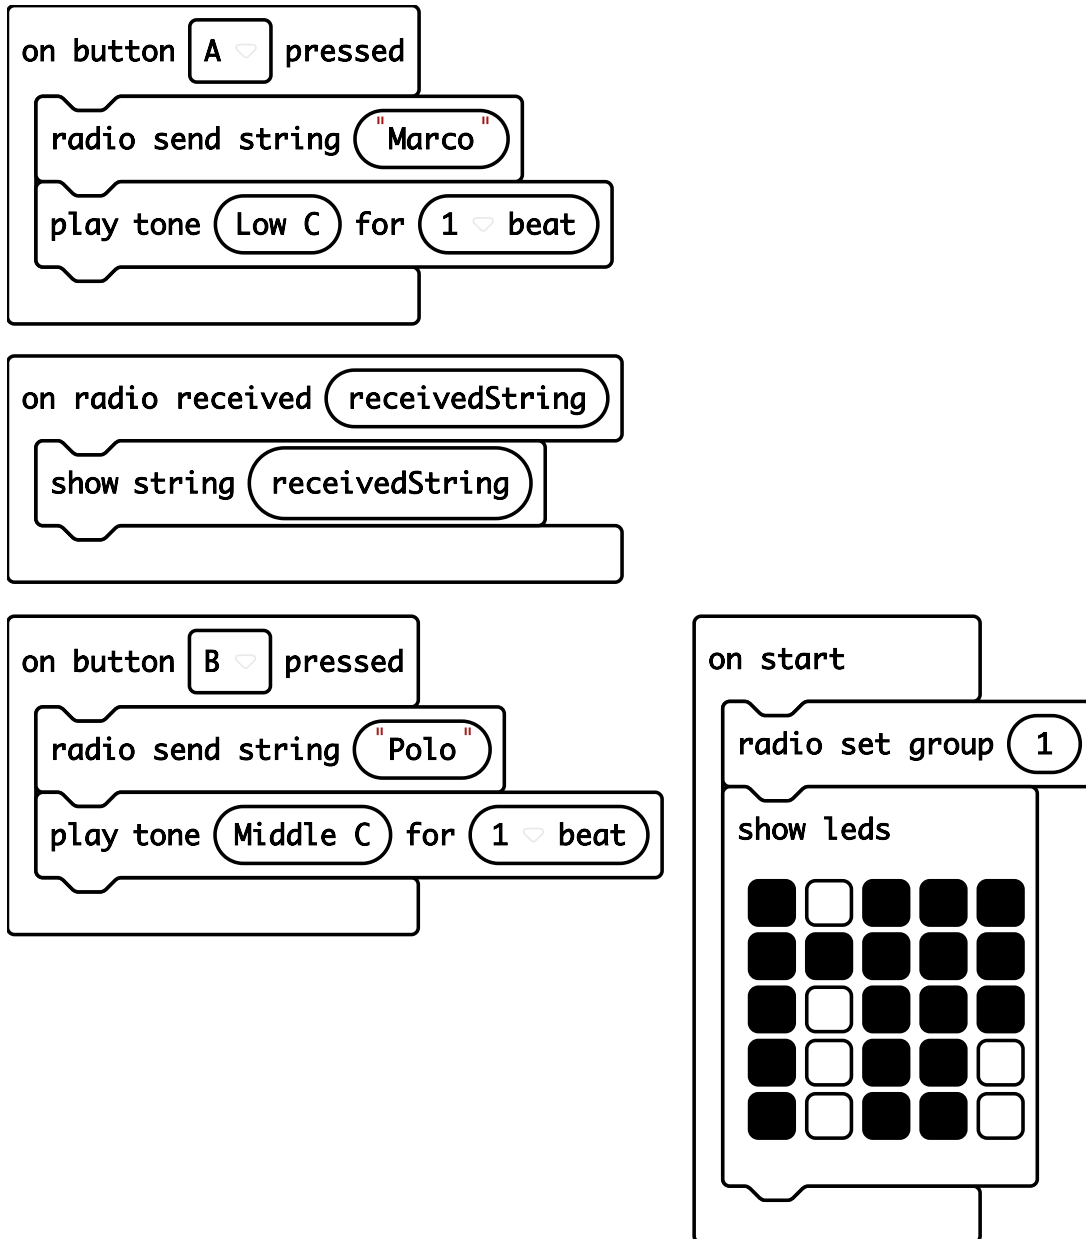 on button A pressed
radio send string "Marco"
play tone Low C for 1 beat
on radio received receivedString
show string receivedString
on button B pressed
radio send string "Polo"
play tone Middle C for 1 beat
on start
radio set group 1
show leds